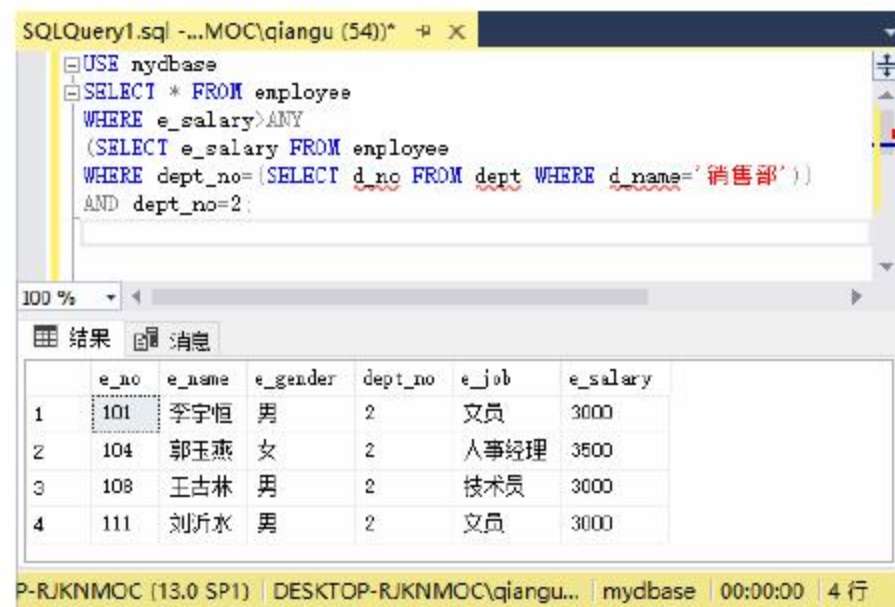 SQLQuery1.sql -...MOC\qiangu (54))*
USE mydbase
SELECT * FROM employee
WHERE e_salary>ANY
(SELECT e_salary FROM employee
WHERE dept_no=(SELECT d_no FROM dept WHERE d_name='销售部'))
AND dept_no=2;
100 %
结果 消息
e_no e_name e_gender dept_no e_job e_salary
1 101 李宇恒 男 2 文员 3000
2 104 郭玉燕 女 2 人事经理 3500
3 108 王古林 男 2 技术员 3000
4 111 刘沂水 男 2 文员 3000
P-RJKNMOC (13.0 SP1) DESKTOP-RJKNMOC\qiangu... mydbase 00:00:00 4 行